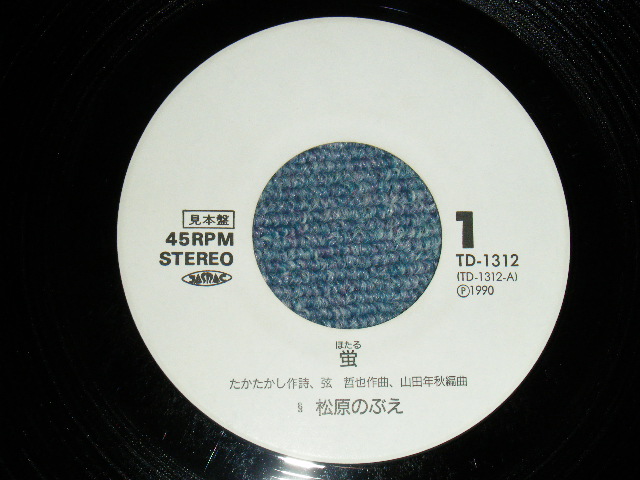 見本盤
45RPM
STEREO
JASRAC
1
TD-1312
(TD-1312-A)
Ⓟ1990
ほたる
蛍
たかたかし作詩、弦 哲也作曲、山田年秋編曲
松原のぶえ